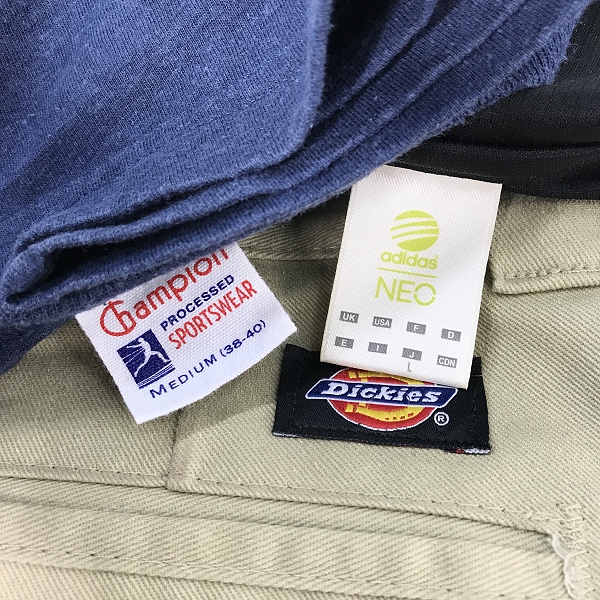 Champion
PROCESSED
SPORTSWEAR
MEDIUM (38-40)
adidas
NEO
UK USA F D
E I J CDN
L
Dickies ®